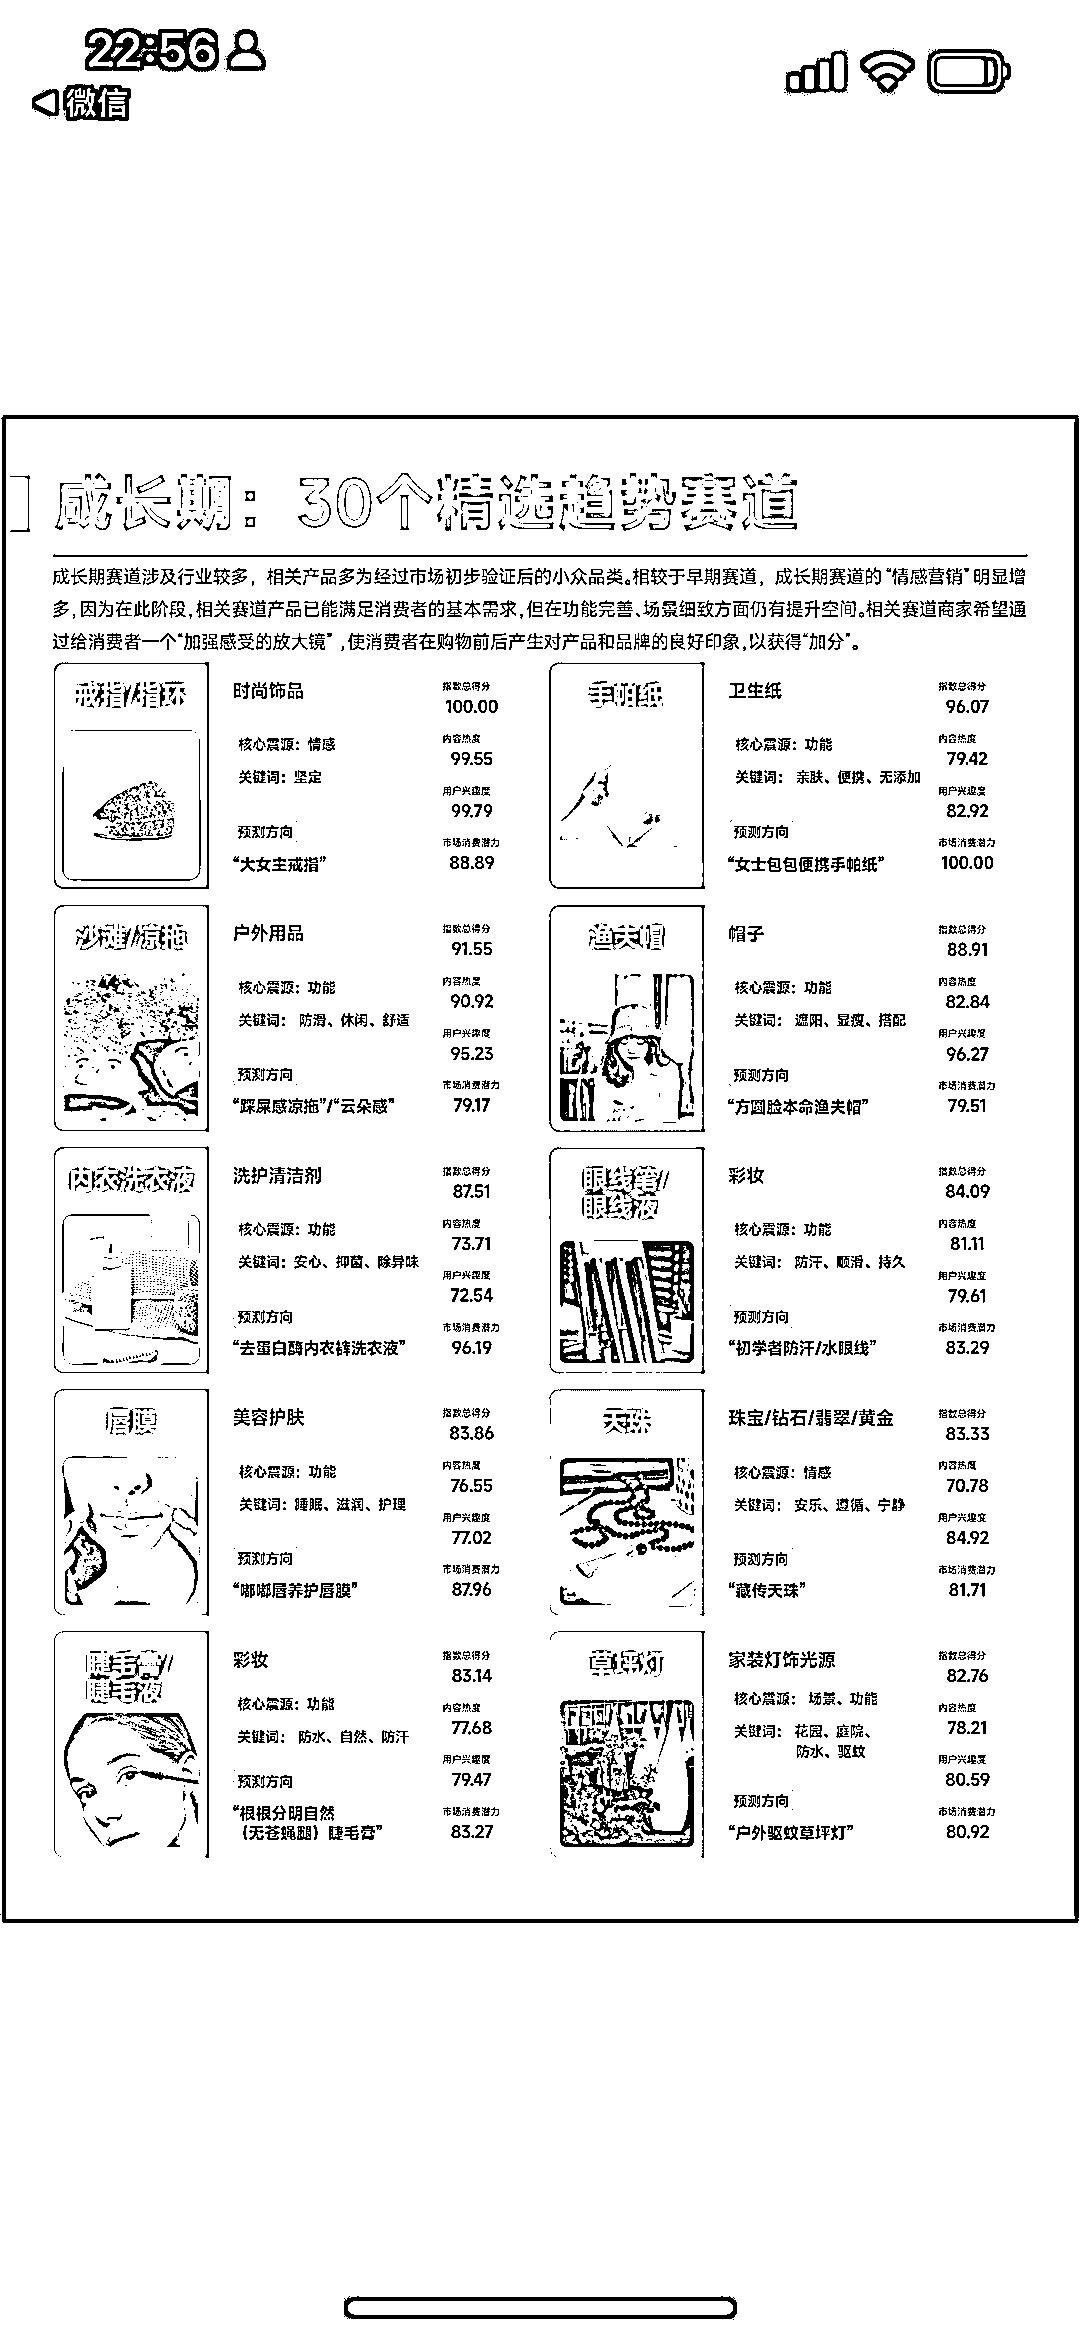 22:56
微信
成长期：30个精选趋势赛道
成长期赛道涉及行业较多，相关产品多为经过市场初步验证后的小众品类。相较于早期赛道，成长期赛道的“情感营销”明显增
多，因为在此阶段，相关赛道产品已能满足消费者的基本需求，但在功能完善、场景细致方面仍有提升空间。相关赛道商家希望通
过给消费者一个“加强感受的放大镜”，使消费者在购物前后产生对产品和品牌的良好印象，以获得“加分”。
戒指/指环
时尚饰品
指数总得分
100.00
核心震源：情感
内容热度
99.55
关键词：坚定
用户兴趣度
99.79
预测方向
市场消费潜力
“大女主戒指”
88.89
手帕纸
卫生纸
指数总得分
96.07
核心震源：功能
内容热度
79.42
关键词：亲肤、便携、无添加
用户兴趣度
82.92
预测方向
市场消费潜力
“女士包包便携手帕纸”
100.00
沙滩/凉拖
户外用品
指数总得分
91.55
核心震源：功能
内容热度
90.92
关键词：防滑、休闲、舒适
用户兴趣度
95.23
预测方向
市场消费潜力
“踩屎感凉拖”/“云朵感”
79.17
渔夫帽
帽子
指数总得分
88.91
核心震源：功能
内容热度
82.84
关键词：遮阳、显瘦、搭配
用户兴趣度
96.27
预测方向
市场消费潜力
“方圆脸本命渔夫帽”
79.51
内衣洗衣液
洗护清洁剂
指数总得分
87.51
核心震源：功能
内容热度
73.71
关键词：安心、抑菌、除异味
用户兴趣度
72.54
预测方向
市场消费潜力
“去蛋白酶内衣裤洗衣液”
96.19
眼线笔/
眼线液
彩妆
指数总得分
84.09
核心震源：功能
内容热度
81.11
关键词：防汗、顺滑、持久
用户兴趣度
79.61
预测方向
市场消费潜力
“初学者防汗/水眼线”
83.29
唇膜
美容护肤
指数总得分
83.86
核心震源：功能
内容热度
76.55
关键词：睡眠、滋润、护理
用户兴趣度
77.02
预测方向
市场消费潜力
“嘟嘟唇养护唇膜”
87.96
天珠
珠宝/钻石/翡翠/黄金
指数总得分
83.33
核心震源：情感
内容热度
70.78
关键词：安乐、遵循、宁静
用户兴趣度
84.92
预测方向
市场消费潜力
“藏传天珠”
81.71
睫毛膏/
睫毛液
彩妆
指数总得分
83.14
核心震源：功能
内容热度
77.68
关键词：防水、自然、防汗
用户兴趣度
79.47
预测方向
市场消费潜力
“根根分明自然
（无苍蝇腿）睫毛膏”
83.27
草坪灯
家装灯饰光源
指数总得分
82.76
核心震源：场景、功能
内容热度
78.21
关键词：花园、庭院、
防水、驱蚊
用户兴趣度
80.59
预测方向
市场消费潜力
“户外驱蚊草坪灯”
80.92